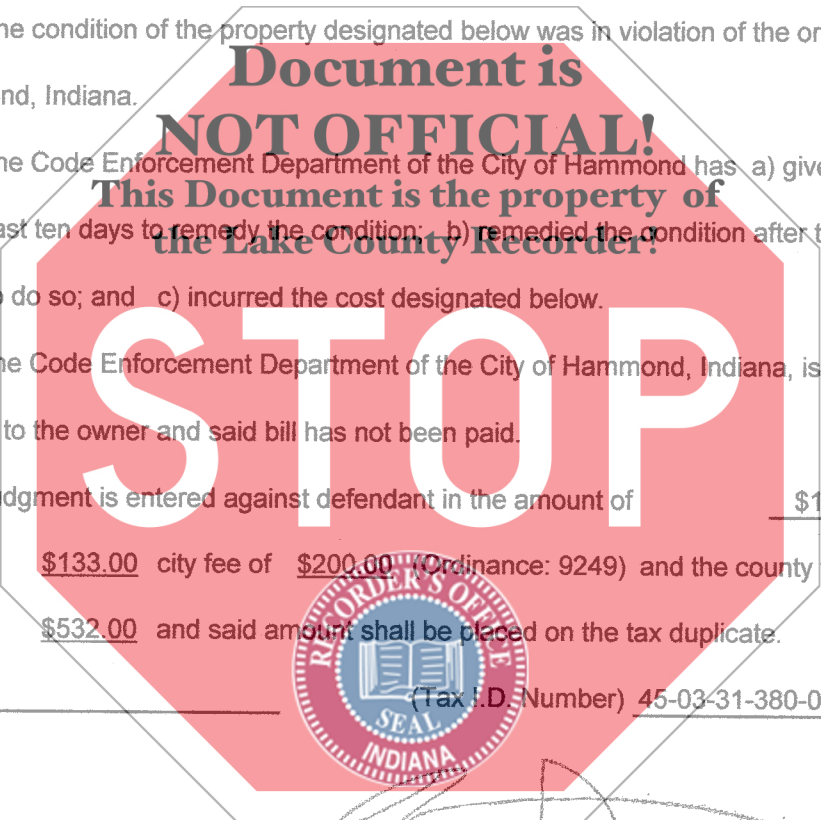 ne condition of the property designated below was in violation of the or
Document is
nd, Indiana.
NOT OFFICIAL!
ne Code Enforcement Department of the City of Hammond has a) give
This Document is the property of
ast ten days to remedy the condition; b) remedied the condition after t
the Lake County Recorder!
o do so; and c) incurred the cost designated below.
STOP
ne Code Enforcement Department of the City of Hammond, Indiana, is
to the owner and said bill has not been paid.
dgment is entered against defendant in the amount of $1
$133.00 city fee of $200.00 (Ordinance: 9249) and the county
$532.00 and said amount shall be placed on the tax duplicate.
RECORDER'S OFFICE
(Tax I.D. Number) 45-03-31-380-0
SEAL
INDIANA